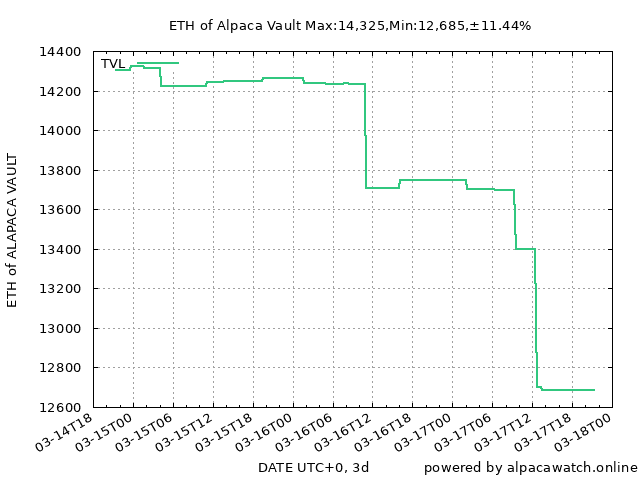 ETH of Alpaca Vault Max:14,325,Min:12,685,±11.44%
TVL
14400
14200
14000
13800
13600
13400
13200
13000
12800
12600
ETH of ALAPACA VAULT
03-14T18
03-15T00
03-15T06
03-15T12
03-15T18
03-16T00
03-16T06
03-16T12
03-16T18
03-17T00
03-17T06
03-17T12
03-17T18
03-18T00
DATE UTC+0, 3d
powered by alpacawatch.online